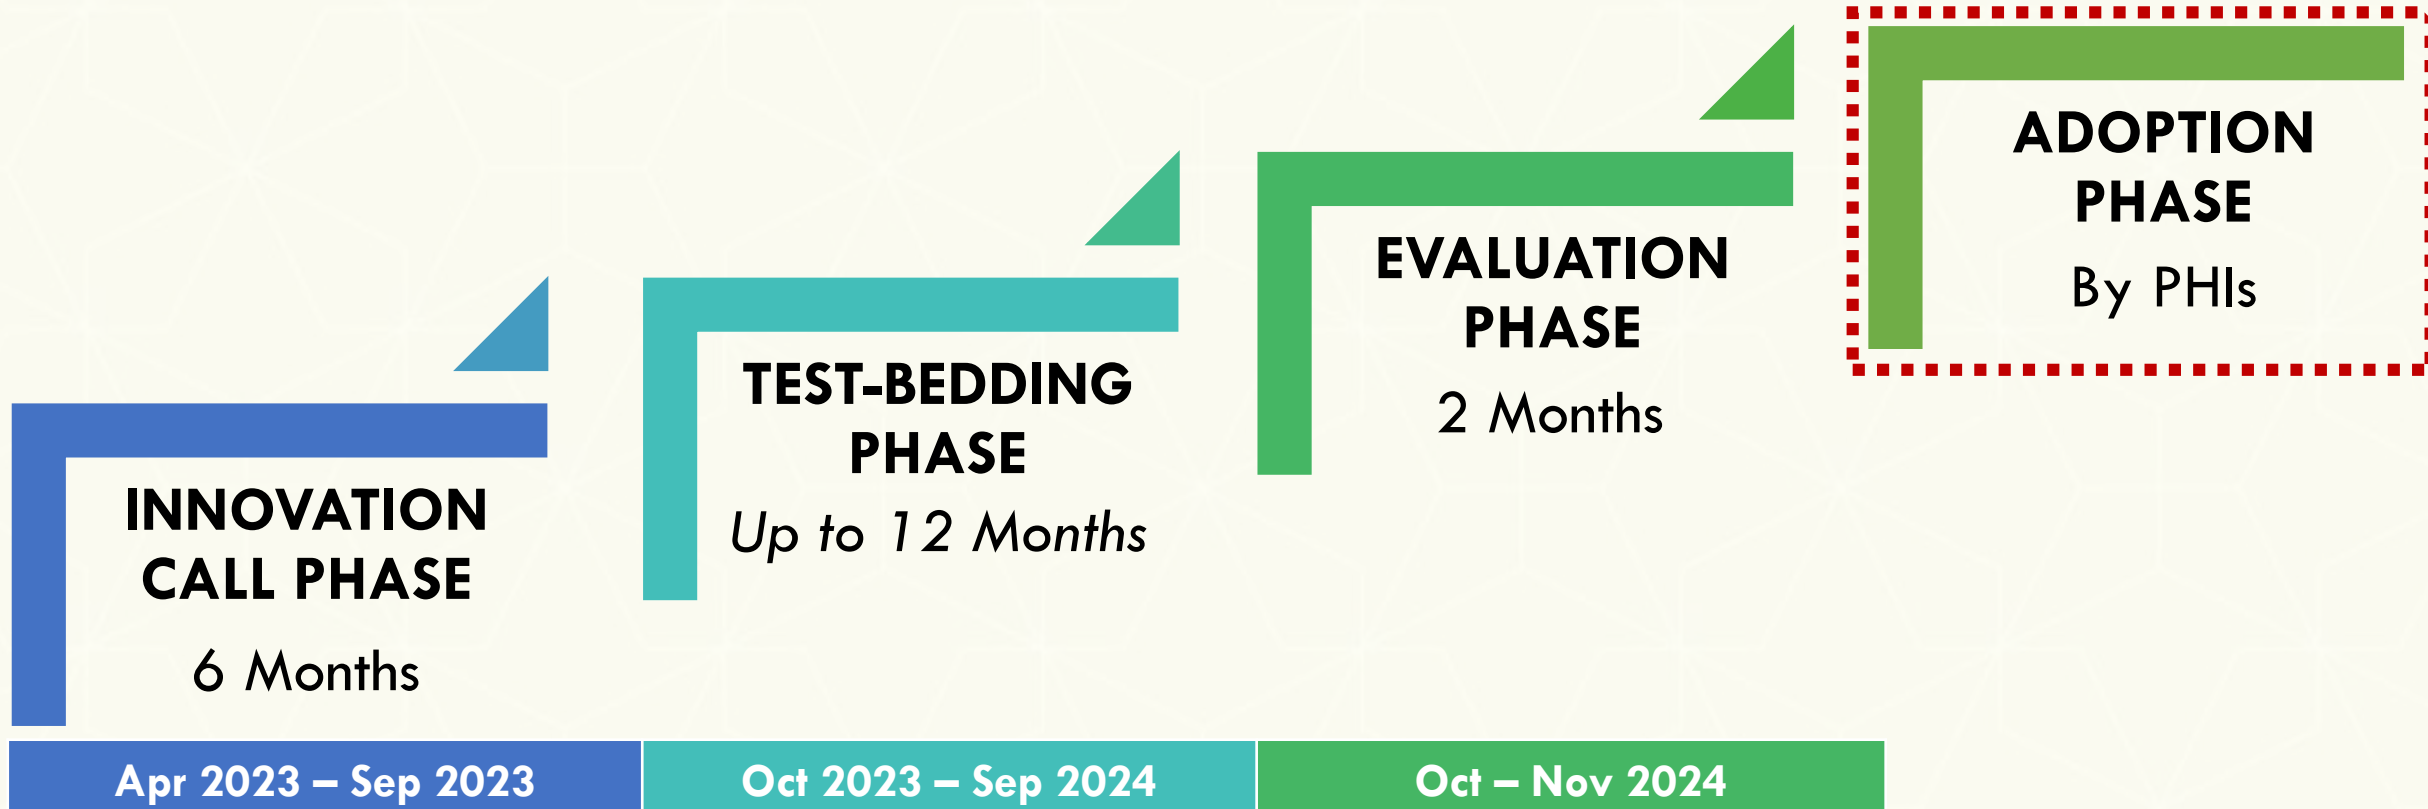 INNOVATION
CALL PHASE
6 Months
Apr 2023 – Sep 2023
TEST-BEDDING
PHASE
Up to 12 Months
Oct 2023 – Sep 2024
EVALUATION
PHASE
2 Months
Oct – Nov 2024
ADOPTION
PHASE
By PHIs